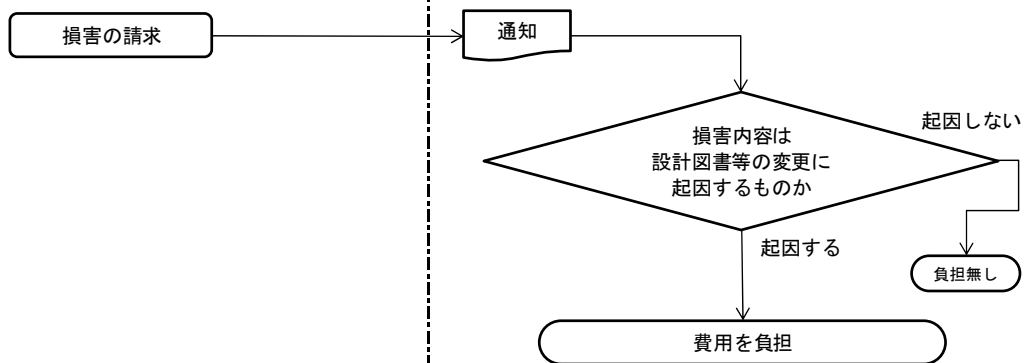 損害の請求
通知
損害内容は
設計図書等の変更に
起因するものか
起因しない
起因する
負担無し
費用を負担